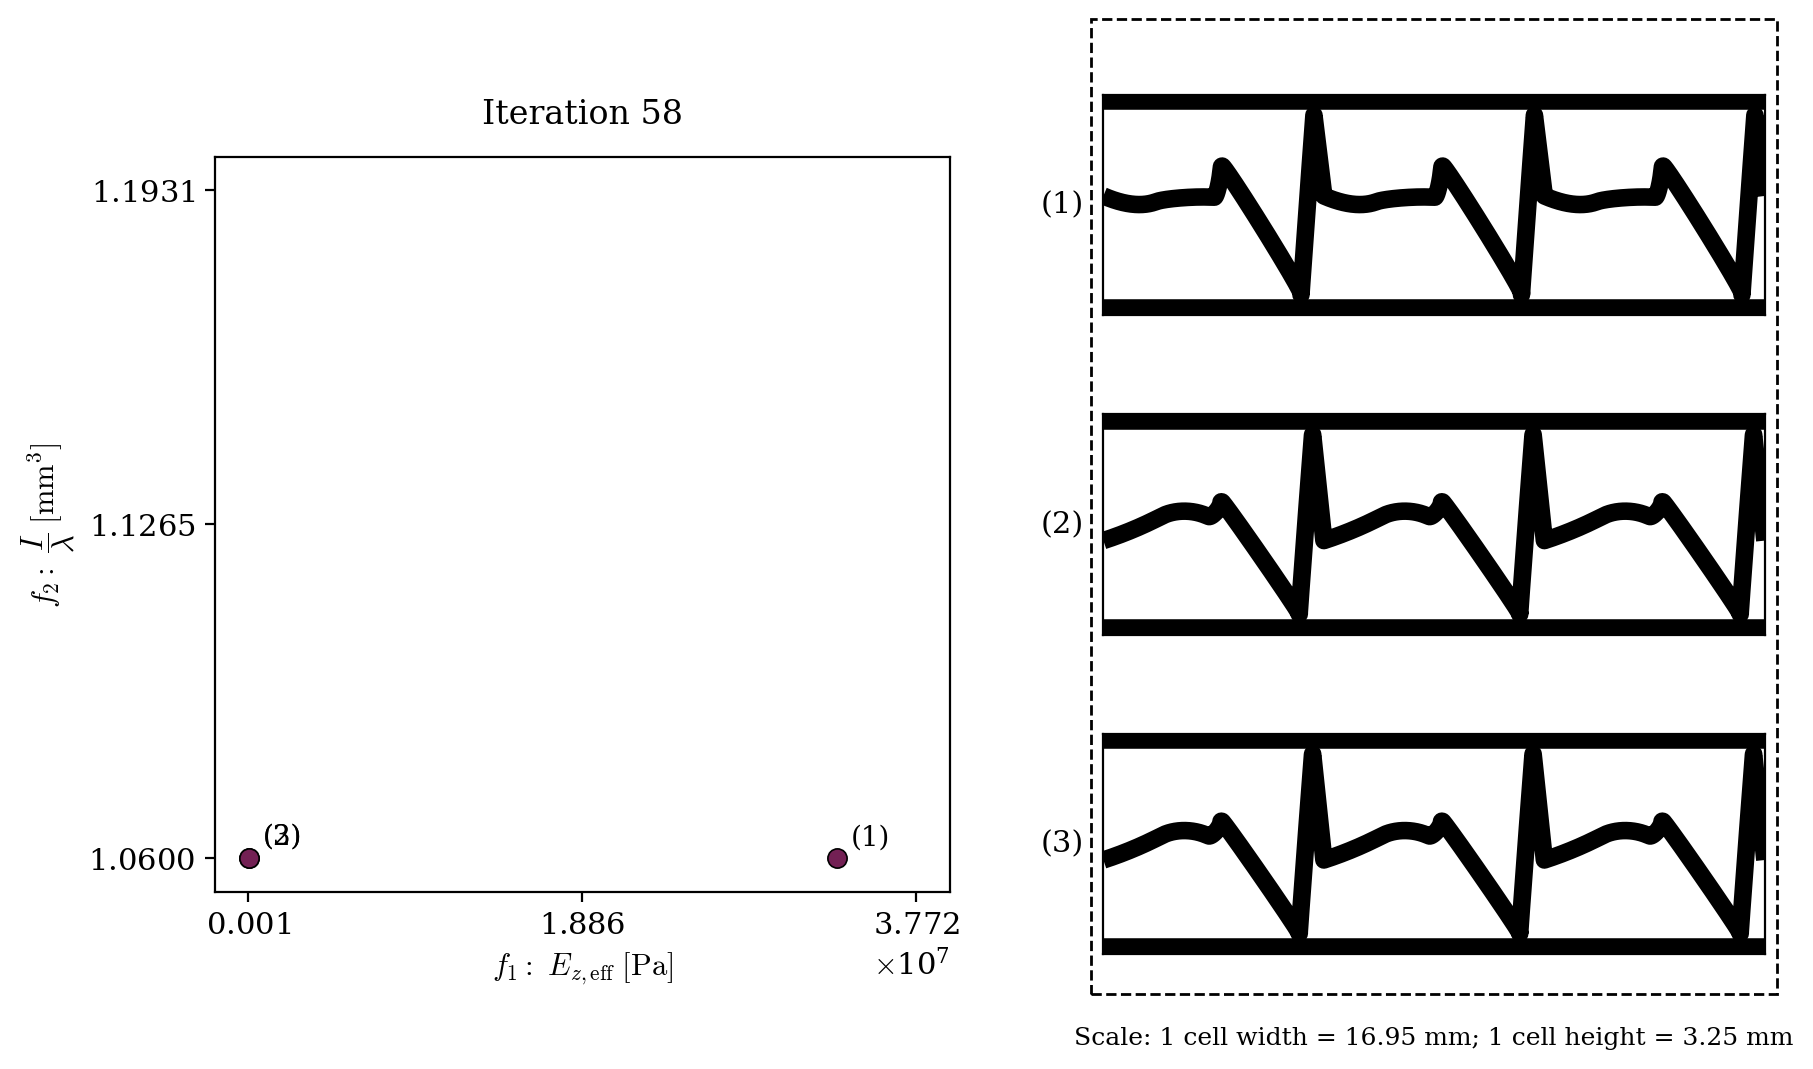 Iteration 58
1.1931
1.1265
1.0600
f₂ : I/λ [mm³]
(1)
0.001
1.886
3.772
×10⁷
f₁ : E_z,eff [Pa]
(1)
(2)
(3)
Scale: 1 cell width = 16.95 mm; 1 cell height = 3.25 mm